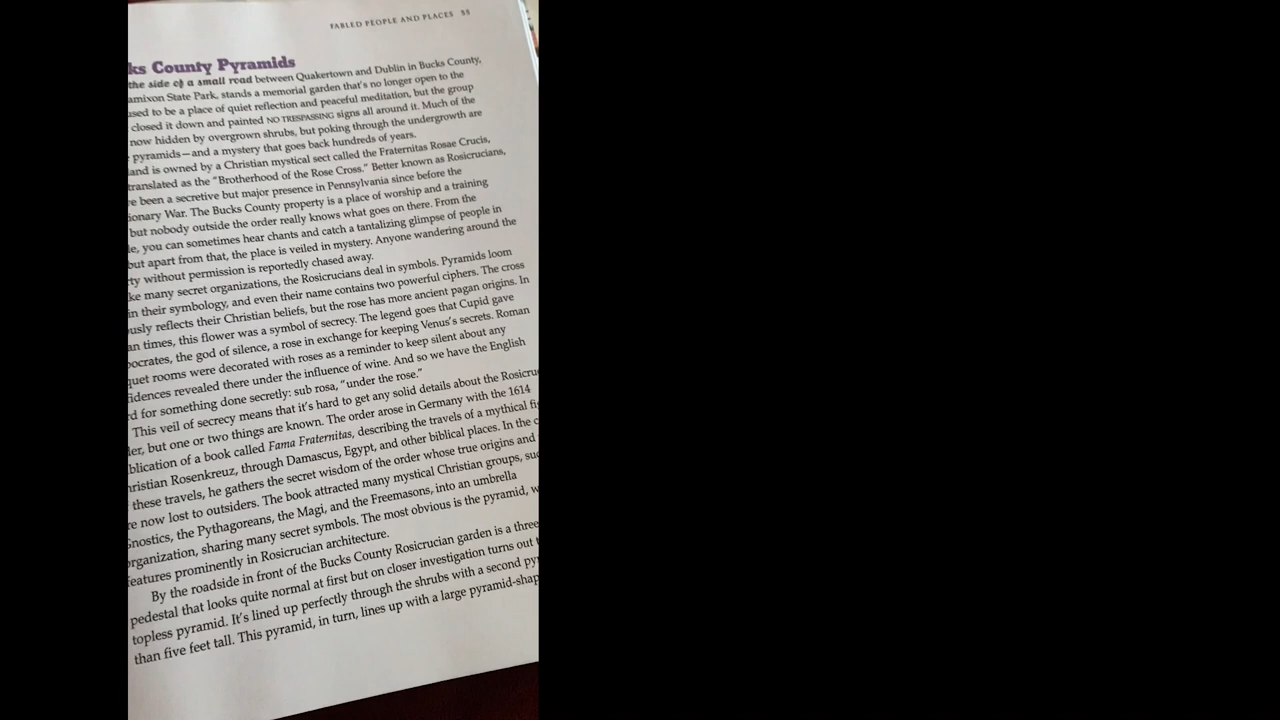 FABLED PEOPLE AND PLACES 55
ks County Pyramids
the side of a small road between Quakertown and Dublin in Bucks County,
amixon State Park, stands a memorial garden that's no longer open to the
used to be a place of quiet reflection and peaceful meditation, but the group
closed it down and painted NO TRESPASSING signs all around it. Much of the
now hidden by overgrown shrubs, but poking through the undergrowth are
pyramids—and a mystery that goes back hundreds of years.
land is owned by a Christian mystical sect called the Fraternitas Rosae Crucis,
translated as the "Brotherhood of the Rose Cross." Better known as Rosicrucians,
re been a secretive but major presence in Pennsylvania since before the
ionary War. The Bucks County property is a place of worship and a training
but nobody outside the order really knows what goes on there. From the
le, you can sometimes hear chants and catch a tantalizing glimpse of people in
but apart from that, the place is veiled in mystery. Anyone wandering around the
ty without permission is reportedly chased away.
ke many secret organizations, the Rosicrucians deal in symbols. Pyramids loom
in their symbology, and even their name contains two powerful ciphers. The cross
ously reflects their Christian beliefs, but the rose has more ancient pagan origins. In
an times, this flower was a symbol of secrecy. The legend goes that Cupid gave
pocrates, the god of silence, a rose in exchange for keeping Venus's secrets. Roman
quet rooms were decorated with roses as a reminder to keep silent about any
fidences revealed there under the influence of wine. And so we have the English
rd for something done secretly: sub rosa, "under the rose."
This veil of secrecy means that it's hard to get any solid details about the Rosicru
ler, but one or two things are known. The order arose in Germany with the 1614
blication of a book called Fama Fraternitas, describing the travels of a mythical fi
hristian Rosenkreuz, through Damascus, Egypt, and other biblical places. In the c
these travels, he gathers the secret wisdom of the order whose true origins and
re now lost to outsiders. The book attracted many mystical Christian groups, suc
Gnostics, the Pythagoreans, the Magi, and the Freemasons, into an umbrella
organization, sharing many secret symbols. The most obvious is the pyramid, w
features prominently in Rosicrucian architecture.
By the roadside in front of the Bucks County Rosicrucian garden is a three
pedestal that looks quite normal at first but on closer investigation turns out t
topless pyramid. It's lined up perfectly through the shrubs with a second py
than five feet tall. This pyramid, in turn, lines up with a large pyramid-shap